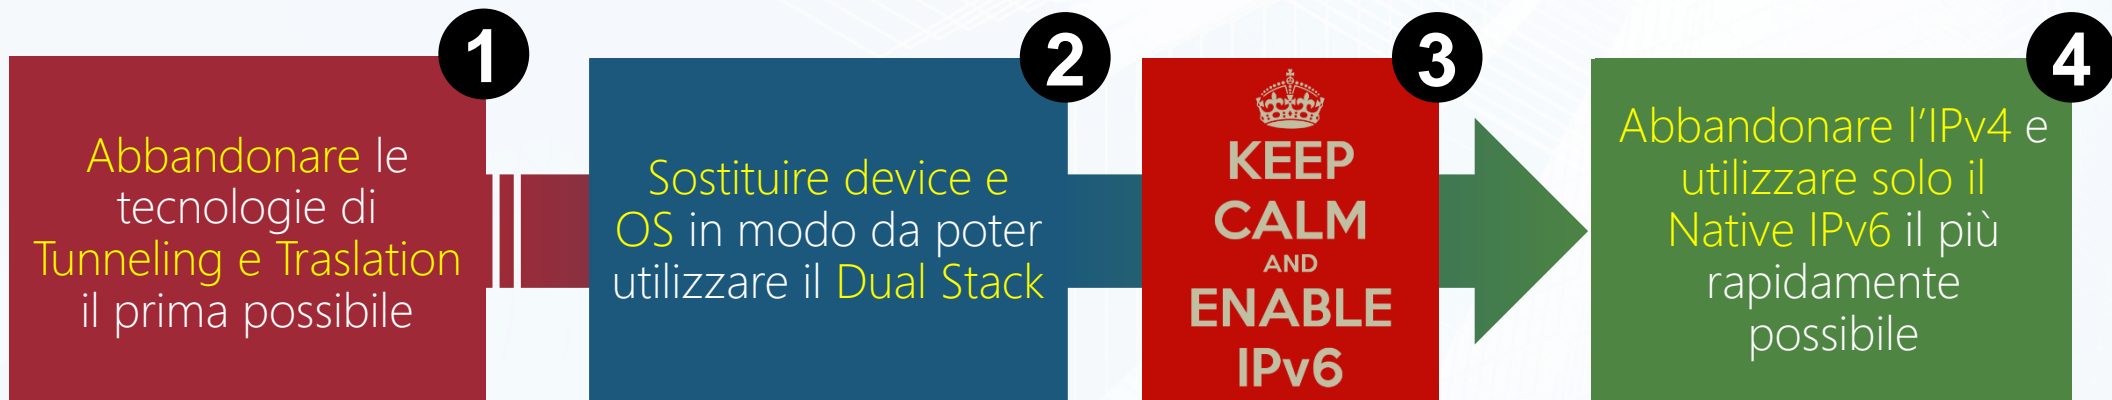 1
Abbandonare le
tecnologie di
Tunneling e Traslation
il prima possibile
2
Sostituire device e
OS in modo da poter
utilizzare il Dual Stack
3
KEEP
CALM
AND
ENABLE
IPv6
4
Abbandonare l'IPv4 e
utilizzare solo il
Native IPv6 il più
rapidamente
possibile